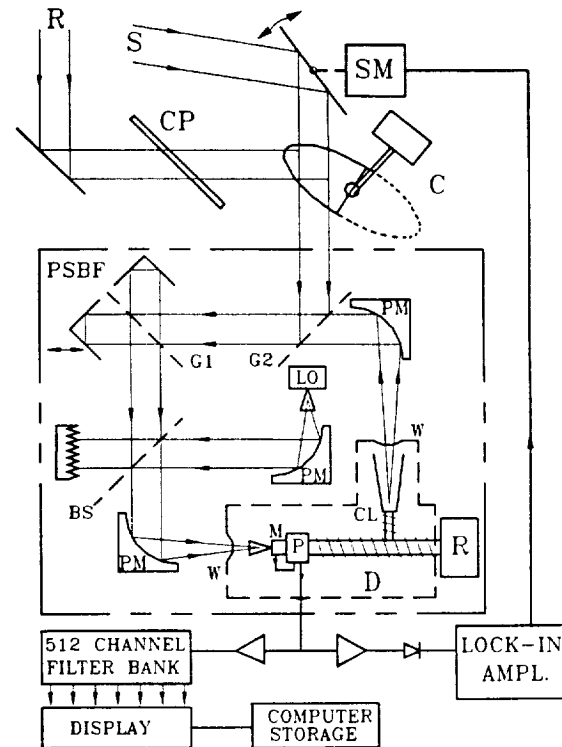 R
S
SM
CP
C
PSBF
PM
G1
G2
LO
W
PM
BS
CL
M
P
R
PM
W
D
512 CHANNEL
FILTER BANK
LOCK-IN
AMPL.
DISPLAY
COMPUTER
STORAGE